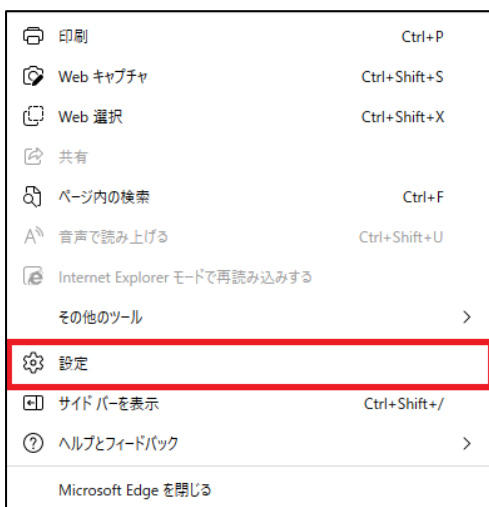 印刷 Ctrl+P
Web キャプチャ Ctrl+Shift+S
Web 選択 Ctrl+Shift+X
共有
ページ内の検索 Ctrl+F
音声で読み上げる Ctrl+Shift+U
Internet Explorer モードで再読み込みする
その他のツール
設定
サイド バーを表示 Ctrl+Shift+/
ヘルプとフィードバック
Microsoft Edge を閉じる